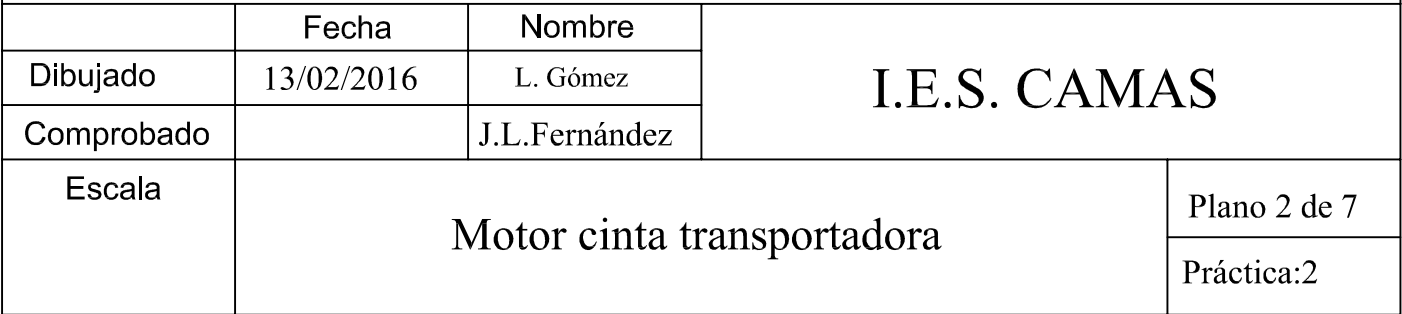 Fecha Nombre
Dibujado 13/02/2016 L. Gómez
I.E.S. CAMAS
Comprobado J.L.Fernández
Escala
Motor cinta transportadora
Plano 2 de 7
Práctica:2